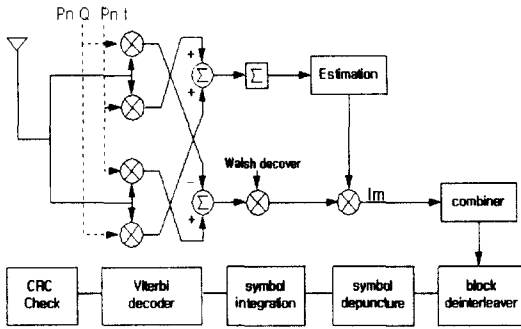 Pn Q Pn t
+
Σ
Σ
Estimation
+
Walsh decover
−
Σ
Im
combiner
+
CRC
Check
Viterbi
decoder
symbol
integration
symbol
depuncture
block
deinterleaver